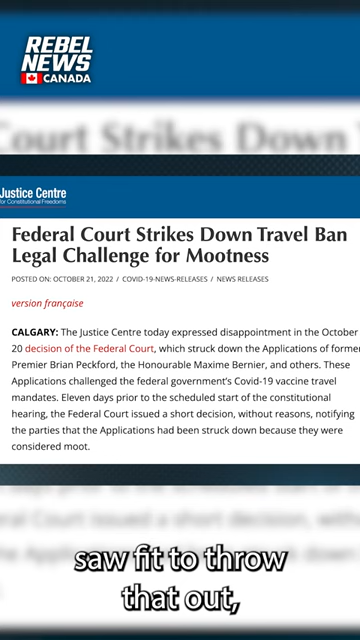 REBEL
NEWS
CANADA
Court Strikes Down T
Justice Centre
for Constitutional Freedoms
Federal Court Strikes Down Travel Ban
Legal Challenge for Mootness
POSTED ON: OCTOBER 21, 2022 / COVID-19-NEWS-RELEASES / NEWS RELEASES
version française
CALGARY: The Justice Centre today expressed disappointment in the October
20 decision of the Federal Court, which struck down the Applications of forme
Premier Brian Peckford, the Honourable Maxime Bernier, and others. These
Applications challenged the federal government's Covid-19 vaccine travel
mandates. Eleven days prior to the scheduled start of the constitutional
hearing, the Federal Court issued a short decision, without reasons, notifying
the parties that the Applications had been struck down because they were
considered moot.
saw fit to throw
that out,